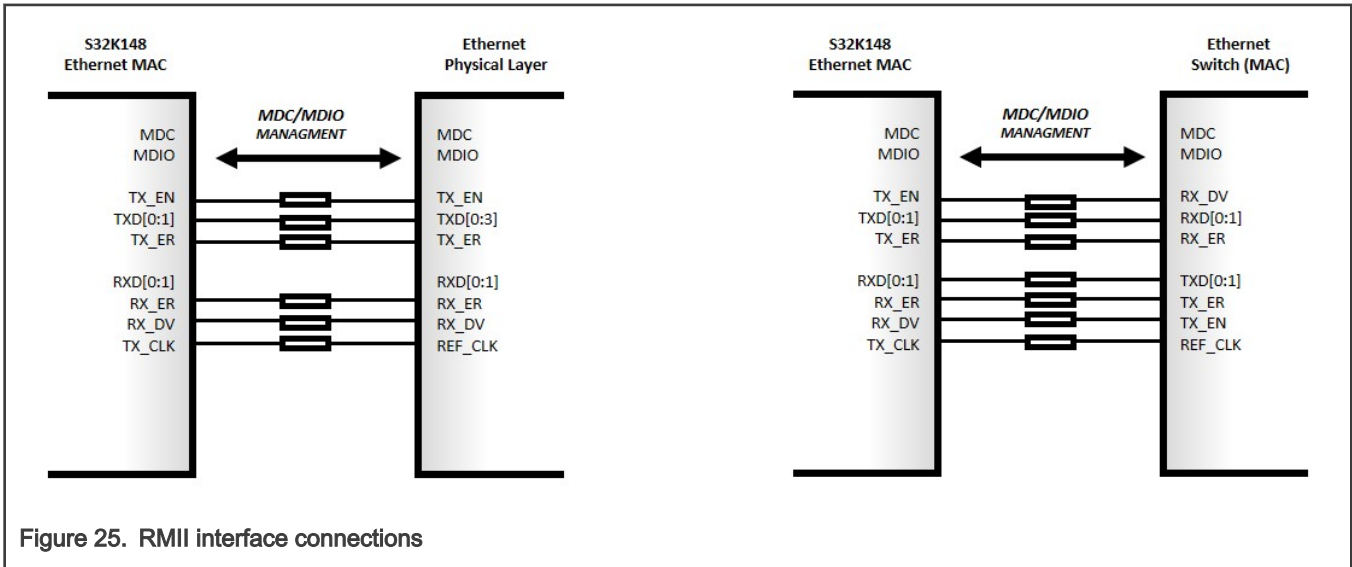 S32K148
Ethernet MAC
Ethernet
Physical Layer
MDC/MDIO
MANAGMENT
MDC
MDIO
TX_EN
TXD[0:1]
TX_ER
RXD[0:1]
RX_ER
RX_DV
TX_CLK
MDC
MDIO
TX_EN
TXD[0:3]
TX_ER
RXD[0:1]
RX_ER
RX_DV
REF_CLK
S32K148
Ethernet MAC
Ethernet
Switch (MAC)
MDC/MDIO
MANAGMENT
MDC
MDIO
TX_EN
TXD[0:1]
TX_ER
RXD[0:1]
RX_ER
RX_DV
TX_CLK
MDC
MDIO
RX_DV
RXD[0:1]
RX_ER
TXD[0:1]
TX_ER
TX_EN
REF_CLK
Figure 25. RMII interface connections